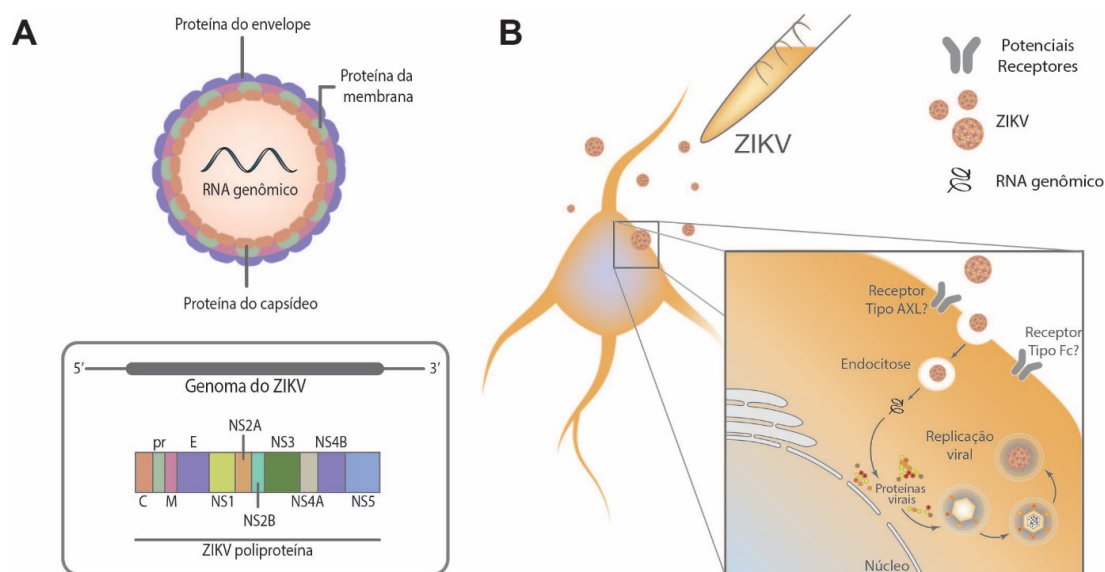 A
Proteína do envelope
Proteína da
membrana
RNA genômico
Proteína do capsídeo
5'
3'
Genoma do ZIKV
NS2A
pr
E
NS3
NS4B
C
M
NS1
NS4A
NS5
NS2B
ZIKV poliproteína
B
ZIKV
Potenciais
Receptores
ZIKV
RNA genômico
Receptor
Tipo AXL?
Receptor
Tipo Fc?
Endocitose
Replicação
viral
Proteínas
virais
Núcleo